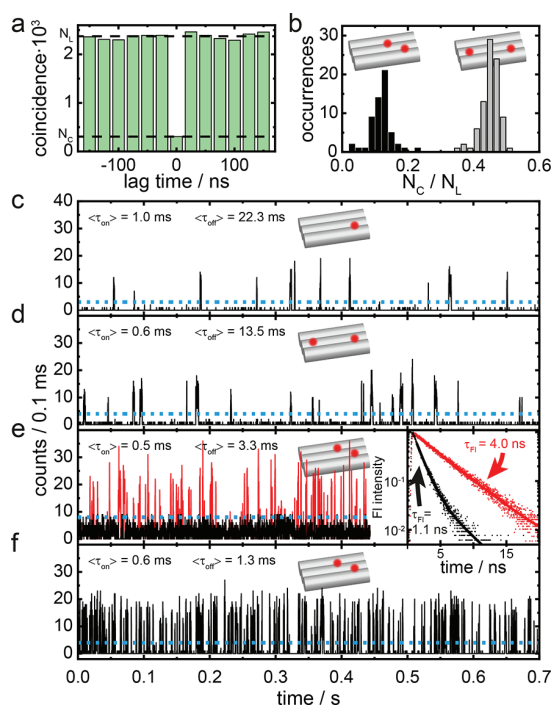 a
b
N_L
2
1
N_C
0
coincidence·10³
-100
0
100
lag time / ns
30
20
10
0
occurrences
0.0
0.2
0.4
0.6
N_C / N_L
c
40
30
20
10
0
<τ_on> = 1.0 ms <τ_off> = 22.3 ms
d
30
20
10
0
<τ_on> = 0.6 ms <τ_off> = 13.5 ms
counts / 0.1 ms
e
30
20
10
0
<τ_on> = 0.5 ms <τ_off> = 3.3 ms
τ_Fl = 4.0 ns
Fl intensity
10⁻¹
10⁻²
τ_Fl =
1.1 ns
5
15
time / ns
f
30
20
10
0
<τ_on> = 0.6 ms <τ_off> = 1.3 ms
0.0
0.1
0.2
0.3
0.4
0.5
0.6
0.7
time / s